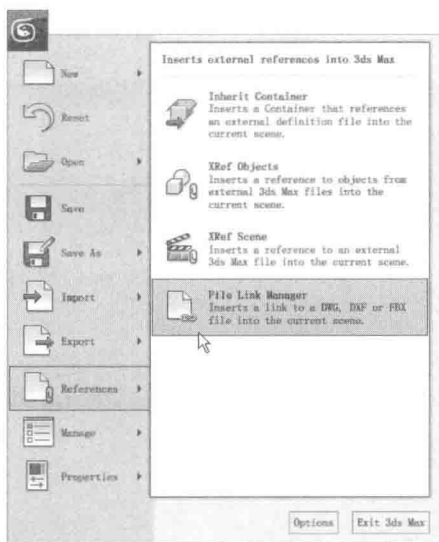 New
Reset
Open
Save
Save As
Import
Export
References
Manage
Properties
Inserts external references into 3ds Max
Inherit Container
Inserts a Container that references
an external definition file into the
current scene.
XRef Objects
Inserts a reference to objects from
external 3ds Max files into the
current scene.
XRef Scene
Inserts a reference to an external
3ds Max file into the current scene.
File Link Manager
Inserts a link to a DWG, DXF or FBX
file into the current scene.
Options
Exit 3ds Max